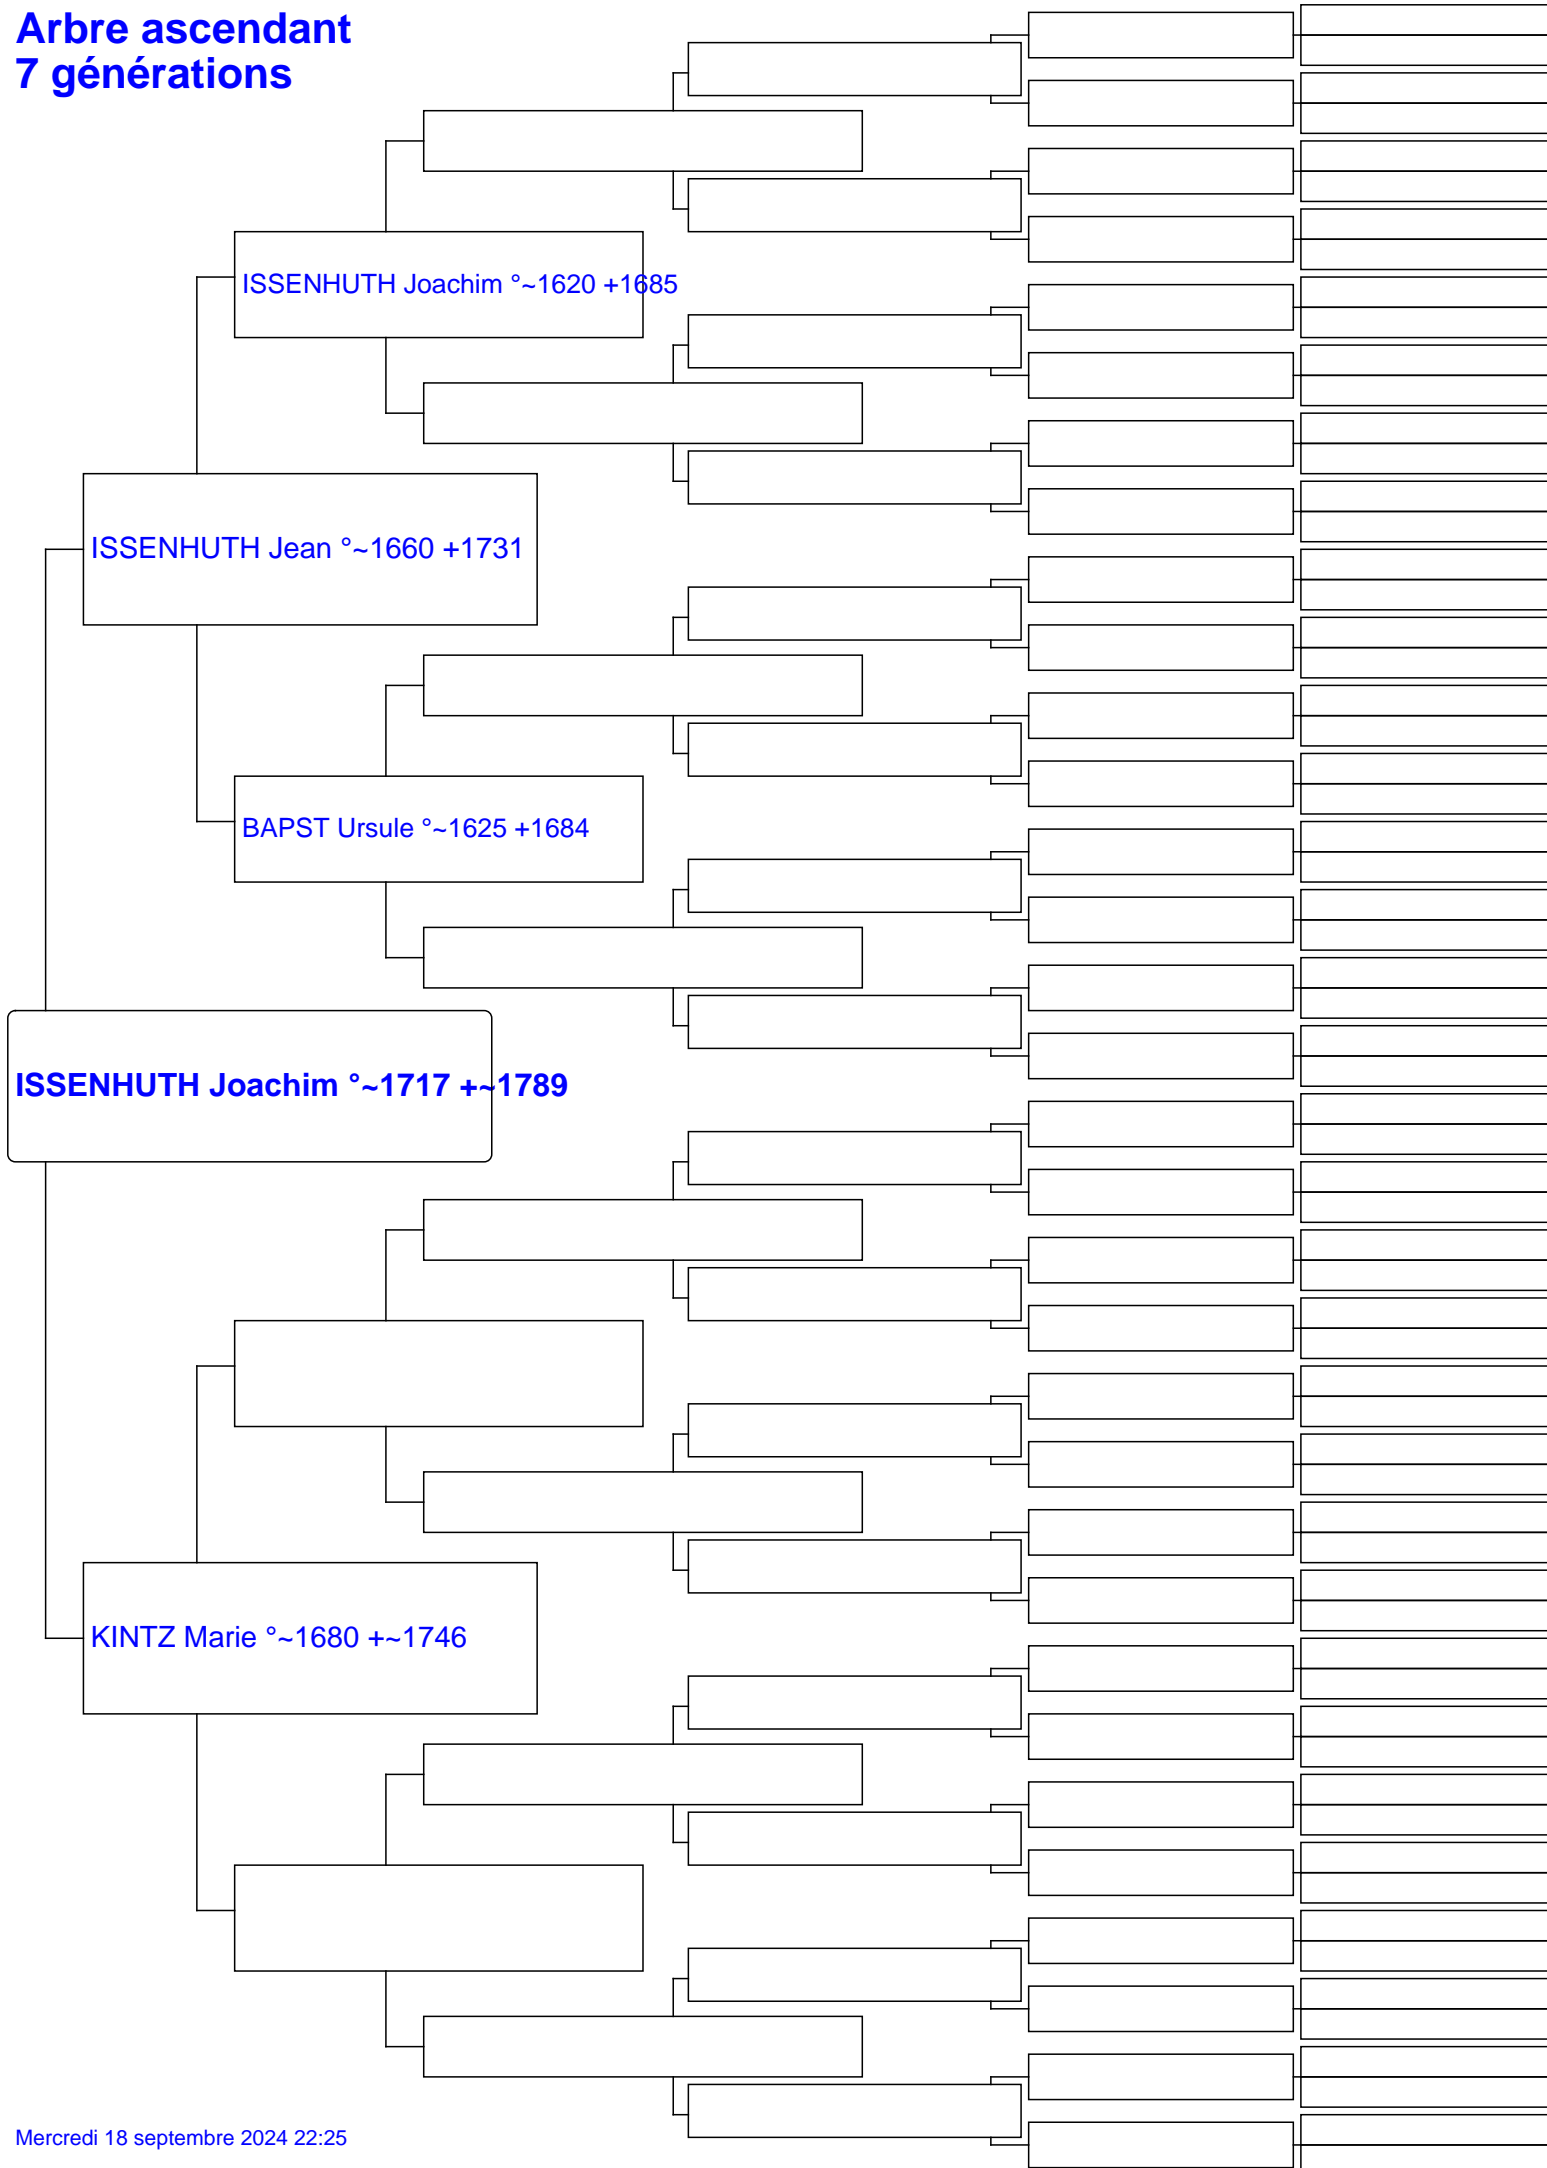 Arbre ascendant
7 générations
ISSENHUTH Joachim °~1620 +1685
ISSENHUTH Jean °~1660 +1731
BAPST Ursule °~1625 +1684
ISSENHUTH Joachim °~1717 +~1789
KINTZ Marie °~1680 +~1746
Mercredi 18 septembre 2024 22:25